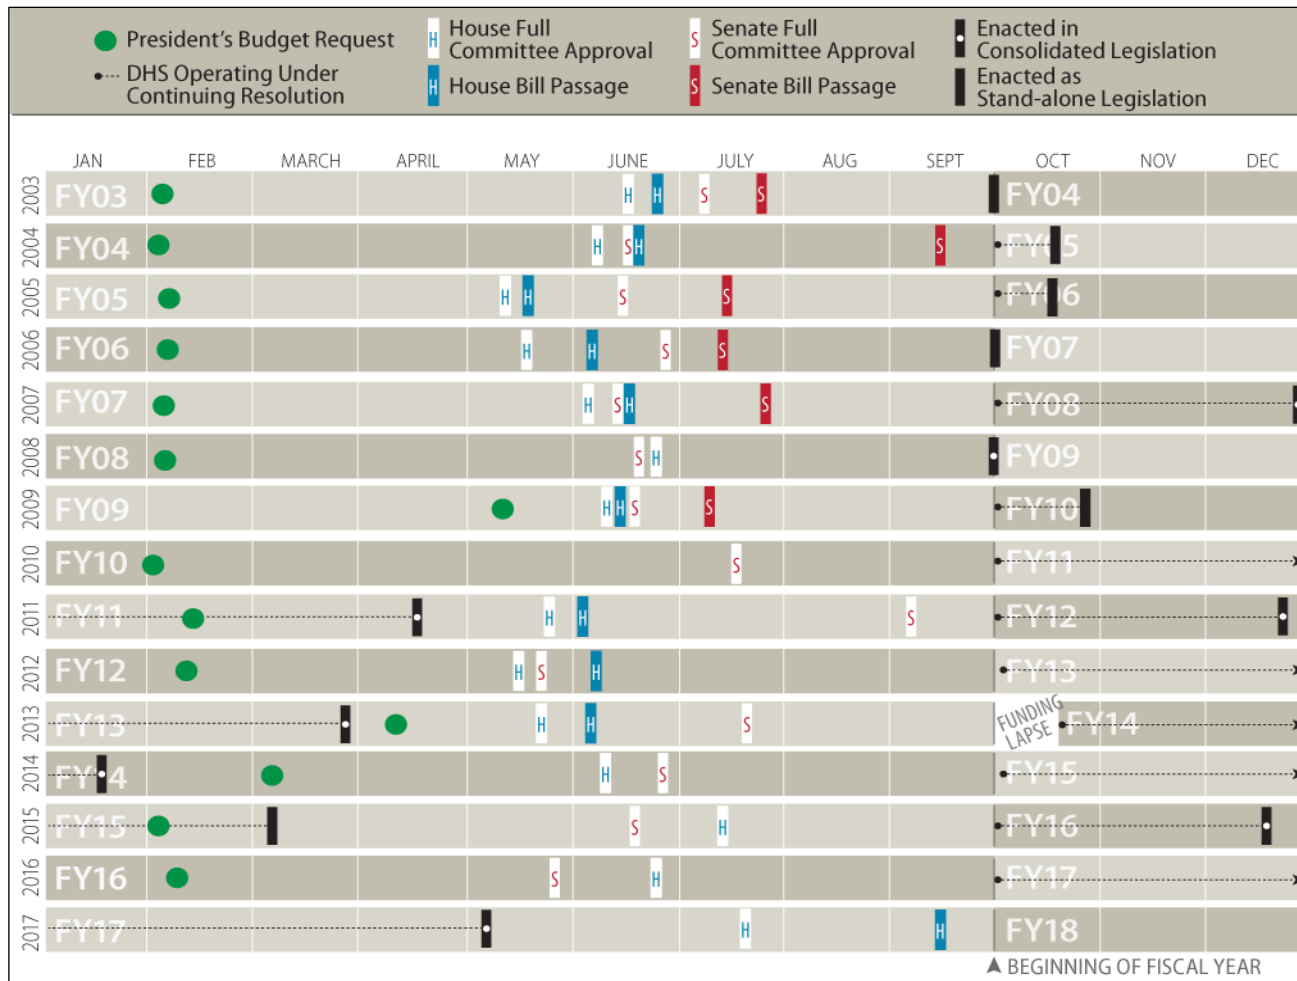 President's Budget Request
DHS Operating Under
Continuing Resolution
H House Full
Committee Approval
H House Bill Passage
S Senate Full
Committee Approval
S Senate Bill Passage
Enacted in
Consolidated Legislation
Enacted as
Stand-alone Legislation
JAN FEB MARCH APRIL MAY JUNE JULY AUG SEPT OCT NOV DEC
2003 FY03 H H S S FY04
2004 FY04 H S H S FY05
2005 FY05 H H S S FY06
2006 FY06 H H S S FY07
2007 FY07 H S H S FY08
2008 FY08 S H FY09
2009 FY09 H H S S FY10
2010 FY10 S FY11
2011 FY11 H H S FY12
2012 FY12 H S H FY13
2013 FY13 H H S FUNDING LAPSE FY14
2014 FY14 H S FY15
2015 FY15 S H FY16
2016 FY16 S H FY17
2017 FY17 H H FY18
BEGINNING OF FISCAL YEAR